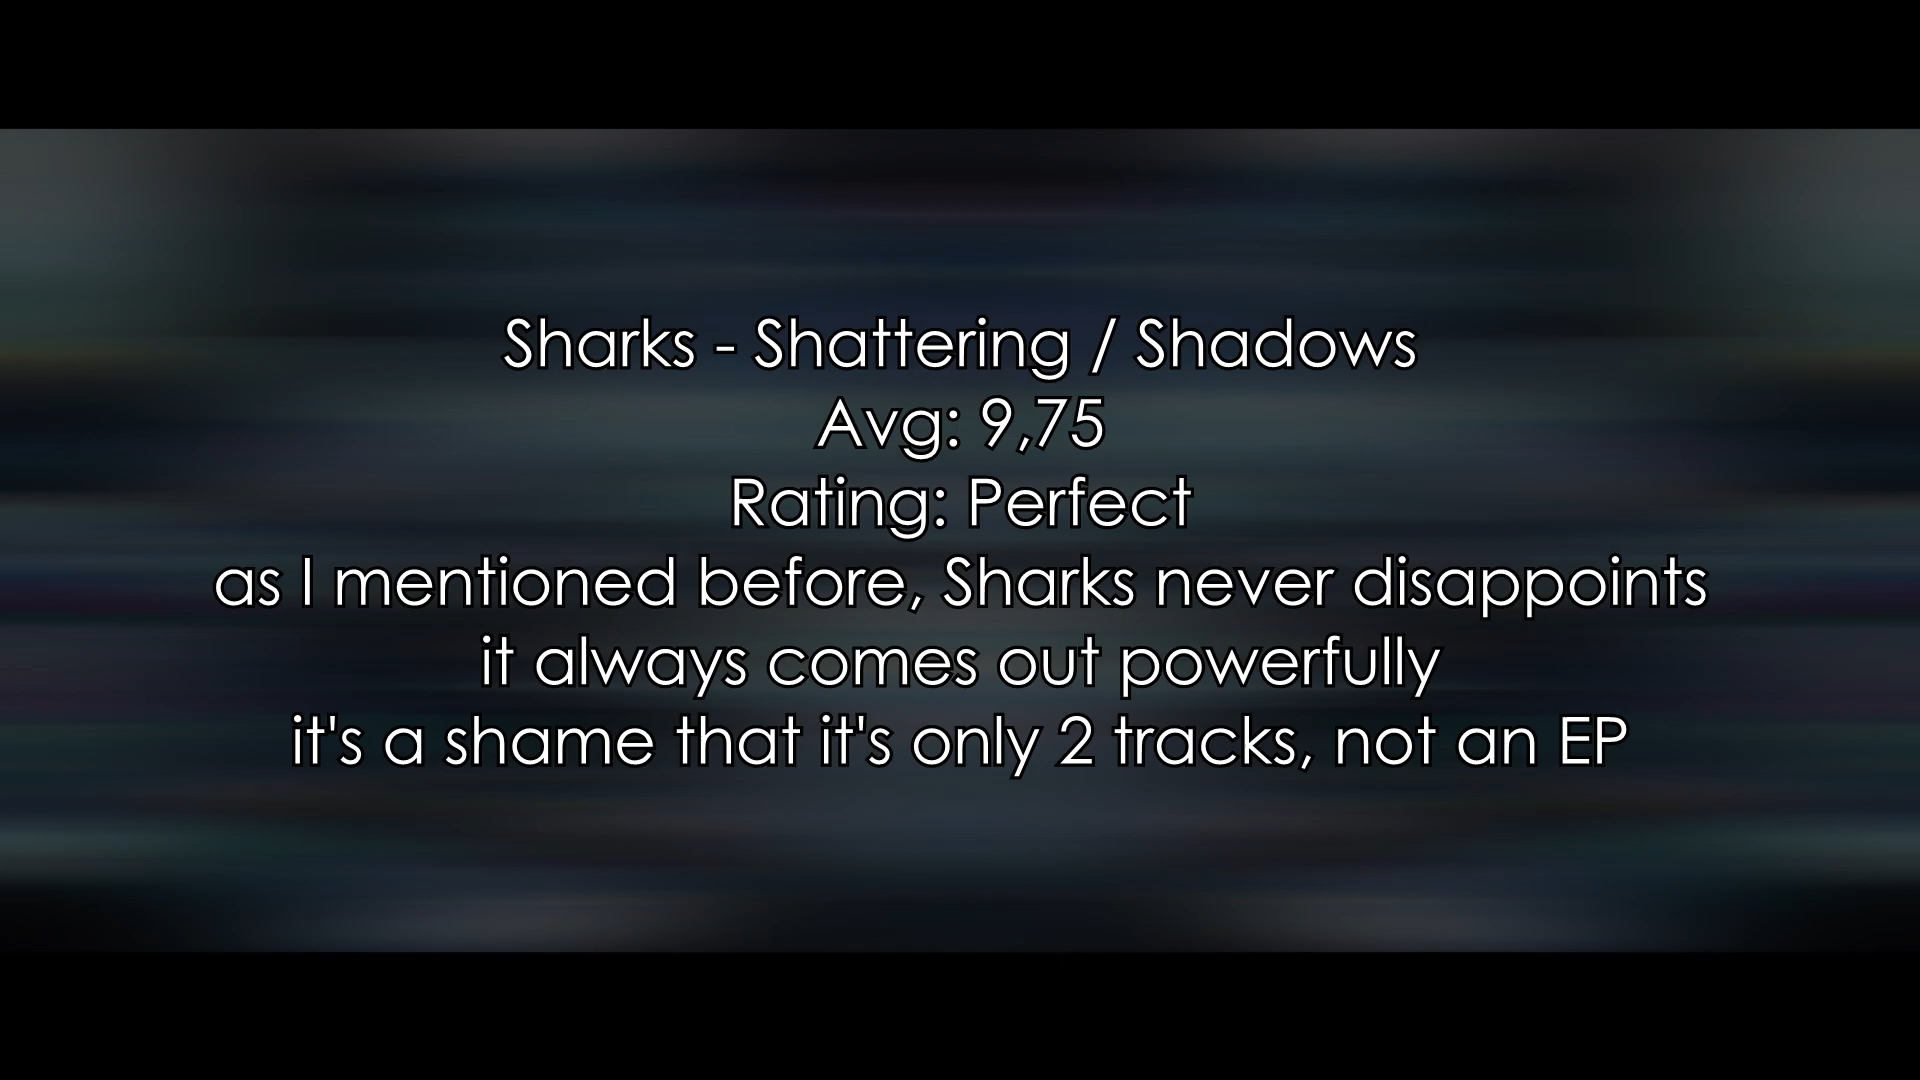 Sharks - Shattering / Shadows
Avg: 9,75
Rating: Perfect
as I mentioned before, Sharks never disappoints
it always comes out powerfully
it's a shame that it's only 2 tracks, not an EP